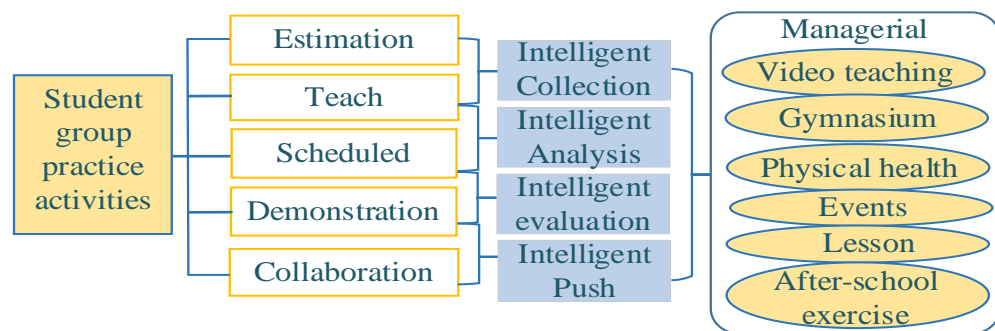 Student
group
practice
activities
Estimation
Teach
Scheduled
Demonstration
Collaboration
Intelligent
Collection
Intelligent
Analysis
Intelligent
evaluation
Intelligent
Push
Managerial
Video teaching
Gymnasium
Physical health
Events
Lesson
After-school
exercise